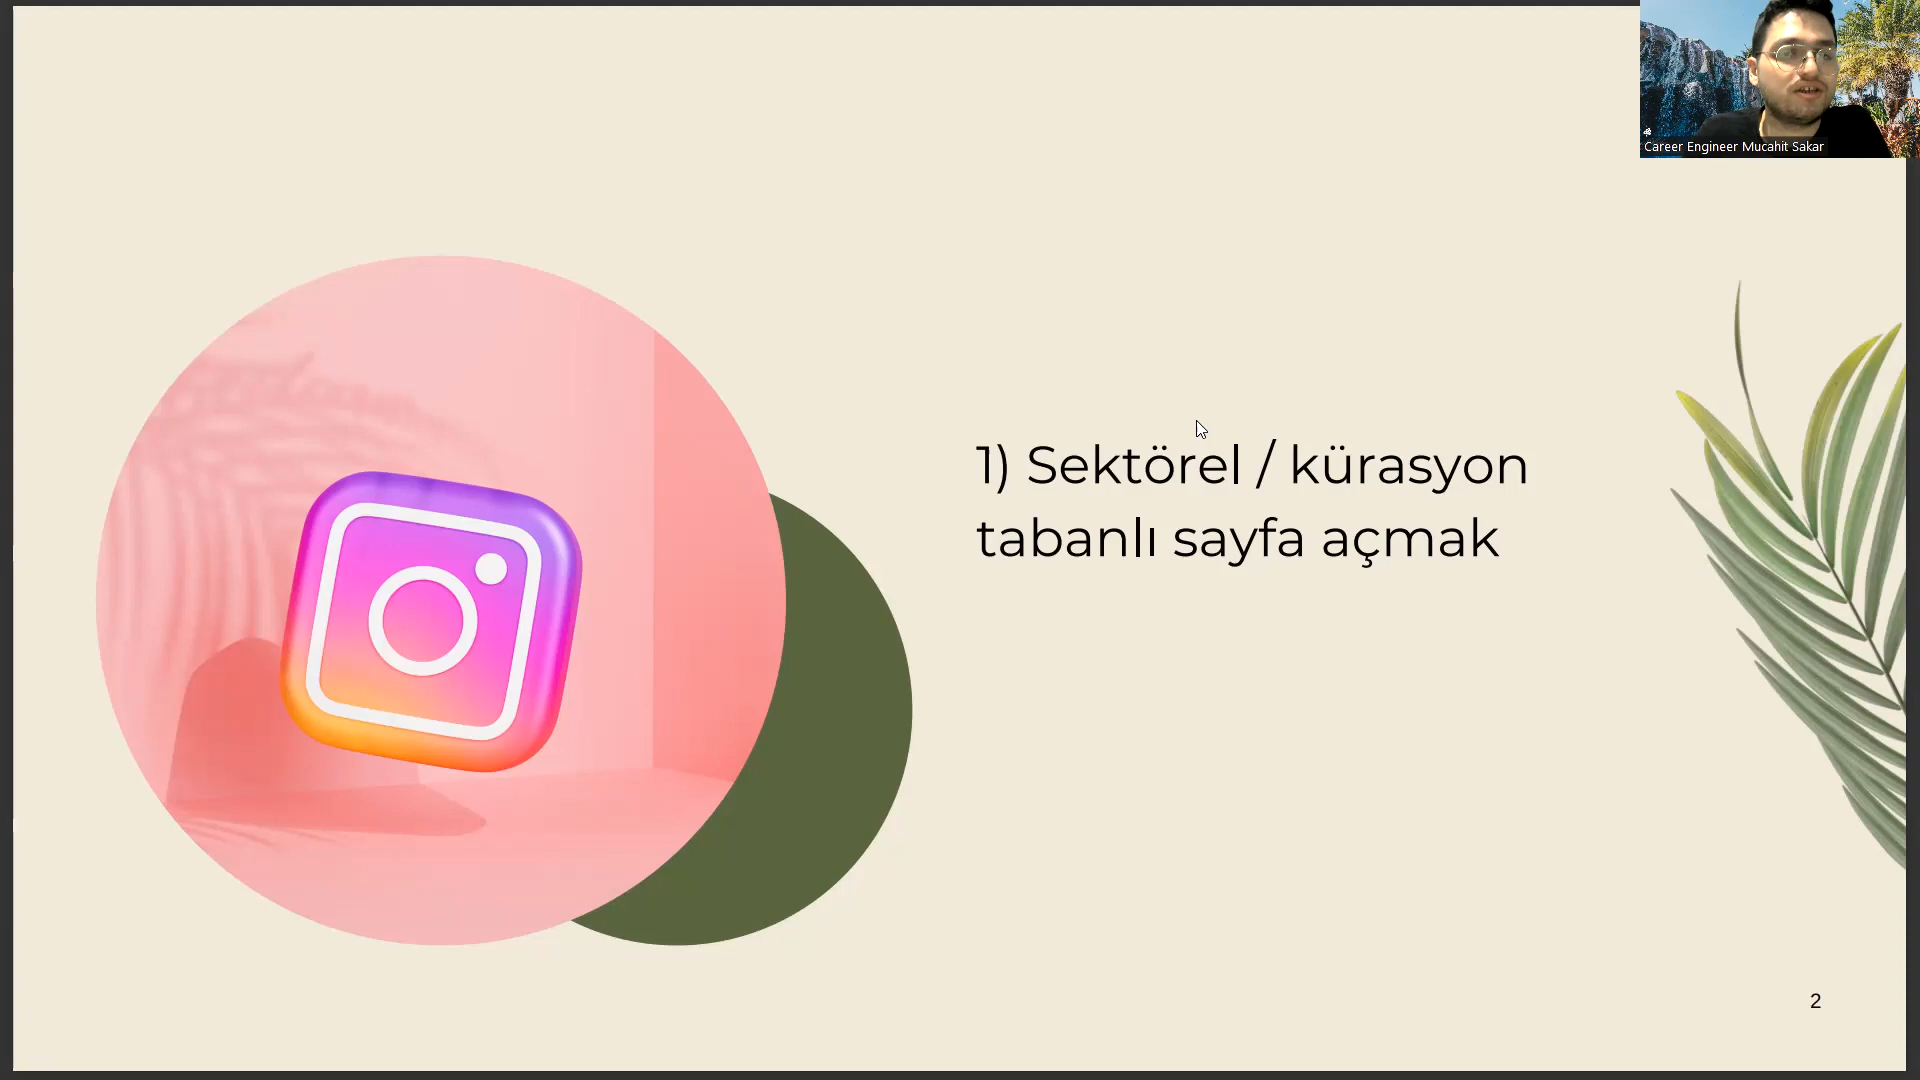 Career Engineer Mucahit Sakar
1) Sektörel / kürasyon
tabanlı sayfa açmak
2